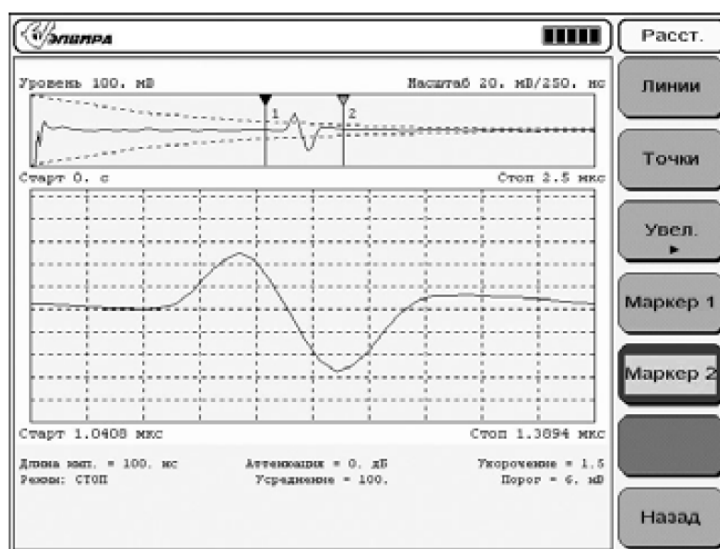 ЭЛВИРА
Расст.
Уровень 100. мВ Масштаб 20. мВ/250. нс
1 2
Старт 0. с Стоп 2.5 мкс
Старт 1.0408 мкс Стоп 1.3894 мкс
Длина имп. = 100. нс Аттенюация = 0. дБ Укорочение = 1.5
Режим: СТОП Усреднение = 100. Порог = 6. мВ
Линии
Точки
Увел.
Маркер 1
Маркер 2
Назад